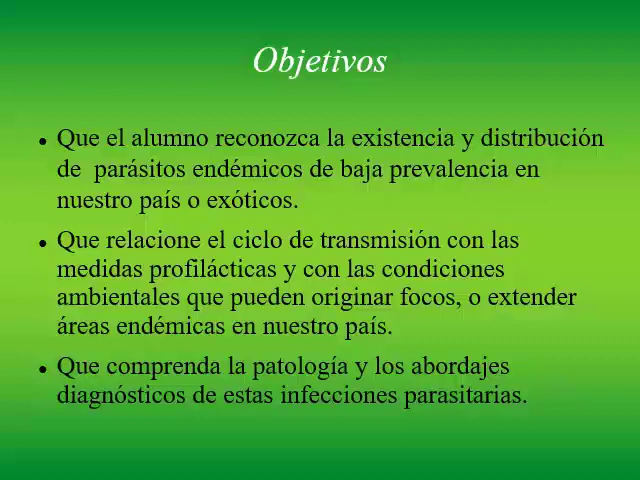 Objetivos
• Que el alumno reconozca la existencia y distribución
de  parásitos endémicos de baja prevalencia en
nuestro país o exóticos.
• Que relacione el ciclo de transmisión con las
medidas profilácticas y con las condiciones
ambientales que pueden originar focos, o extender
áreas endémicas en nuestro país.
• Que comprenda la patología y los abordajes
diagnósticos de estas infecciones parasitarias.